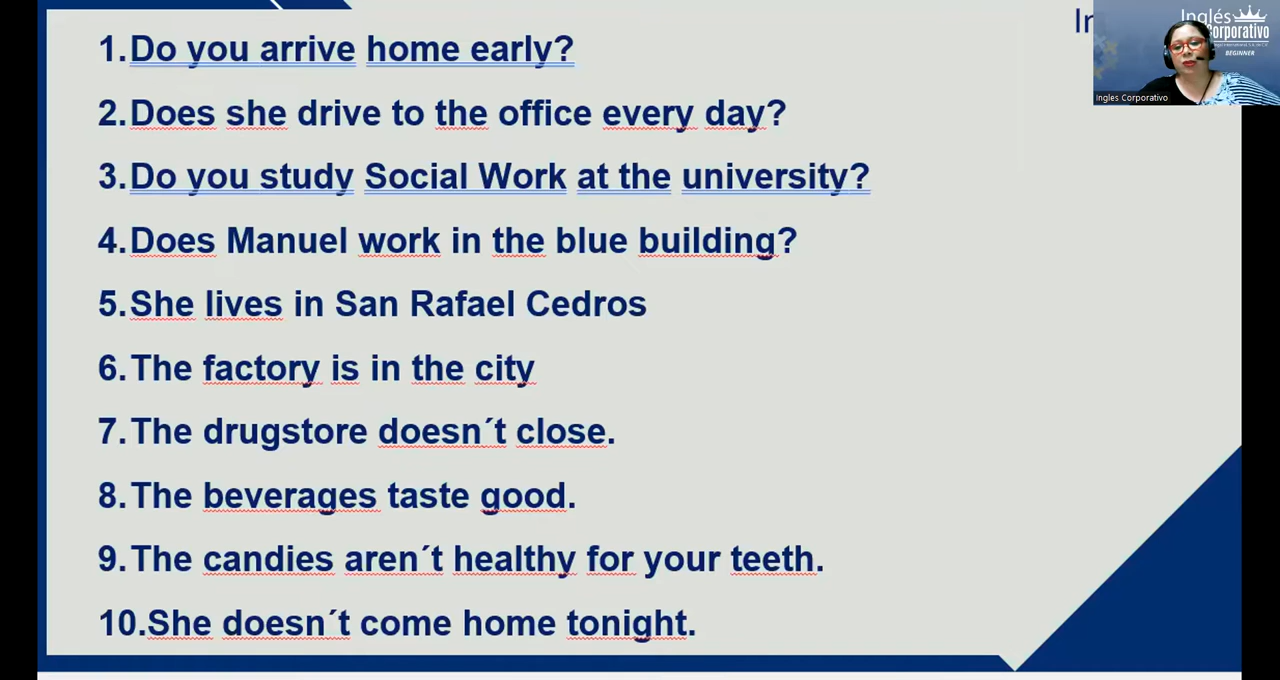 1.Do you arrive home early?
2.Does she drive to the office every day?
3.Do you study Social Work at the university?
4.Does Manuel work in the blue building?
5.She lives in San Rafael Cedros
6.The factory is in the city
7.The drugstore doesn´t close.
8.The beverages taste good.
9.The candies aren´t healthy for your teeth.
10.She doesn´t come home tonight.
Inglés
Corporativo
BEGINNER
Ingles Corporativo